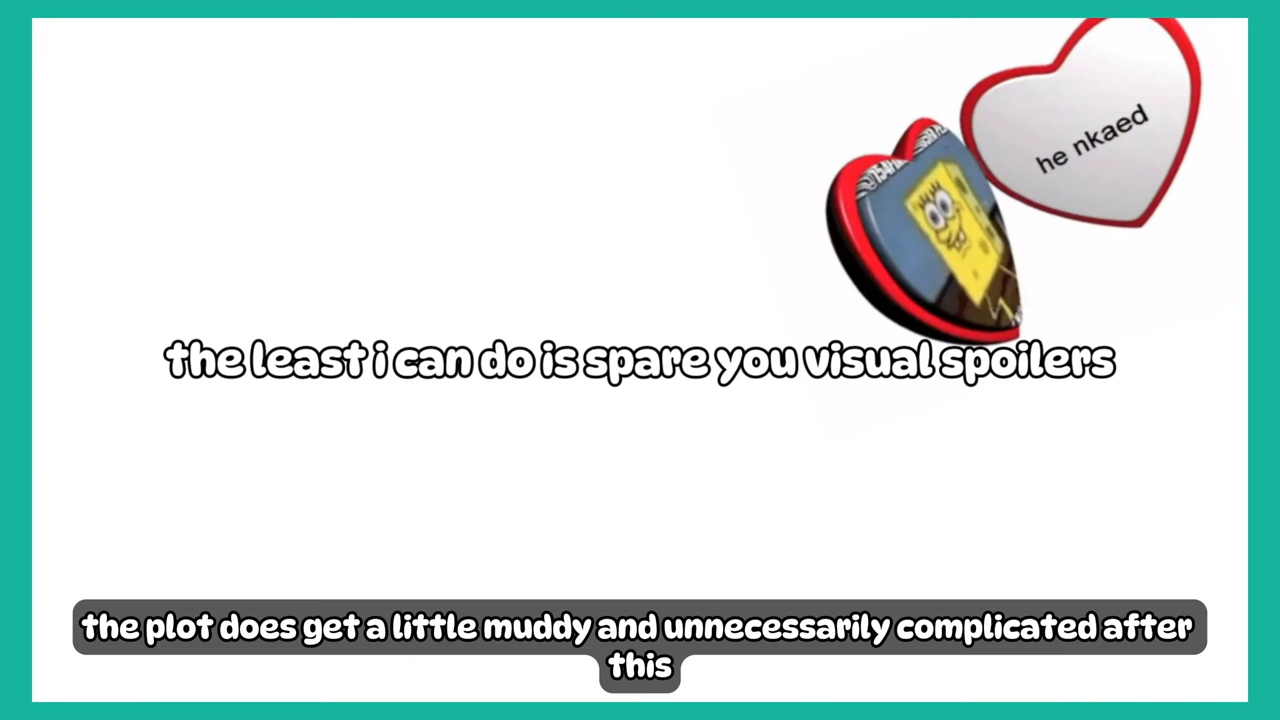 he nkaed
the least i can do is spare you visual spoilers
the plot does get a little muddy and unnecessarily complicated after
this